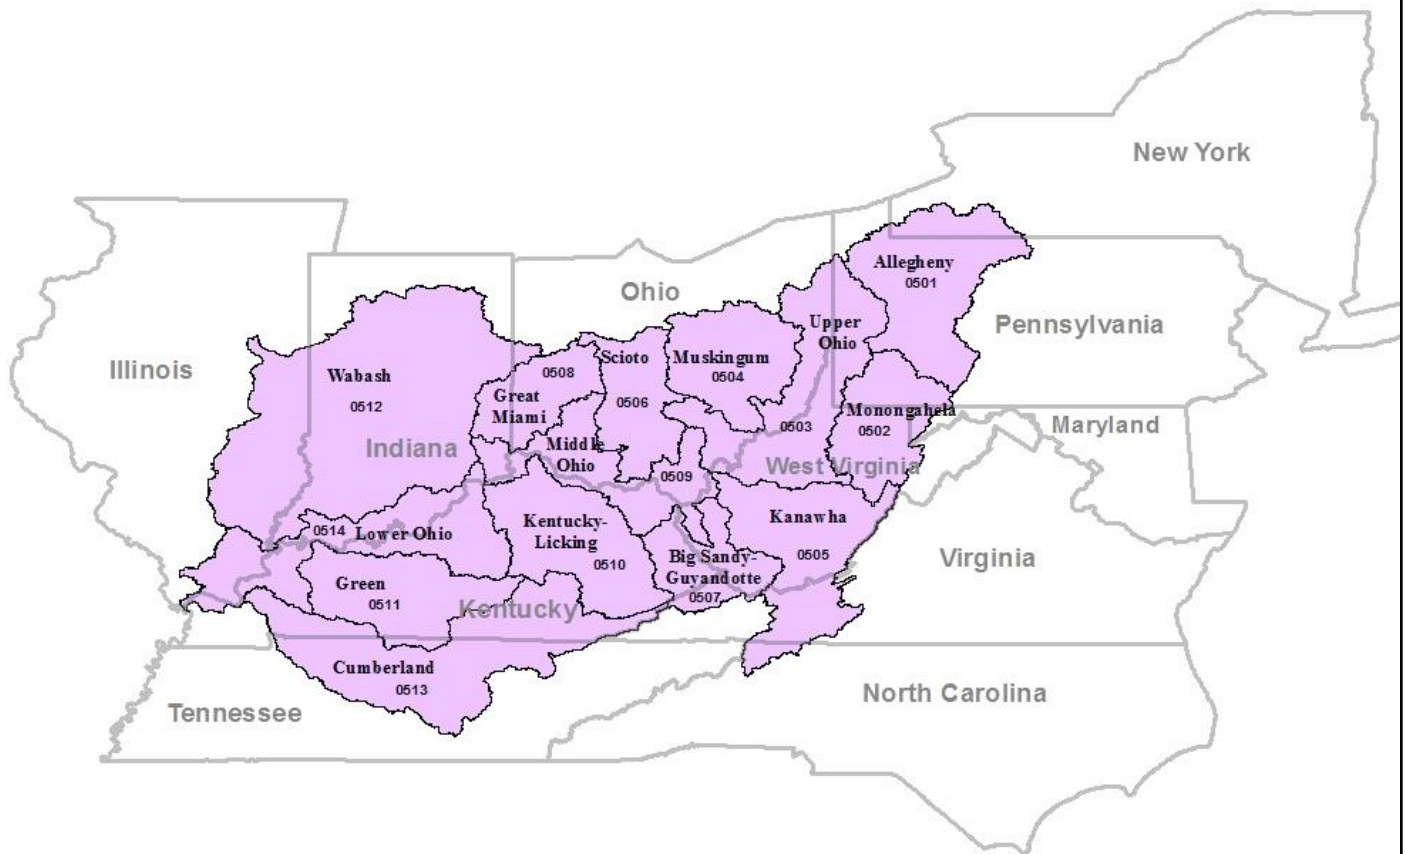 New York
Allegheny
0501
Ohio
Upper
Ohio
Pennsylvania
Illinois
Wabash
0512
0508
Scioto
0506
Muskingum
0504
Great
Miami
Monongahela
0502
Maryland
0503
Indiana
Middle
Ohio
West Virginia
0509
0514 Lower Ohio
Kentucky-
Licking
0510
Kanawha
0505
Big Sandy-
Guyandotte
0507
Virginia
Green
0511
Kentucky
Cumberland
0513
North Carolina
Tennessee